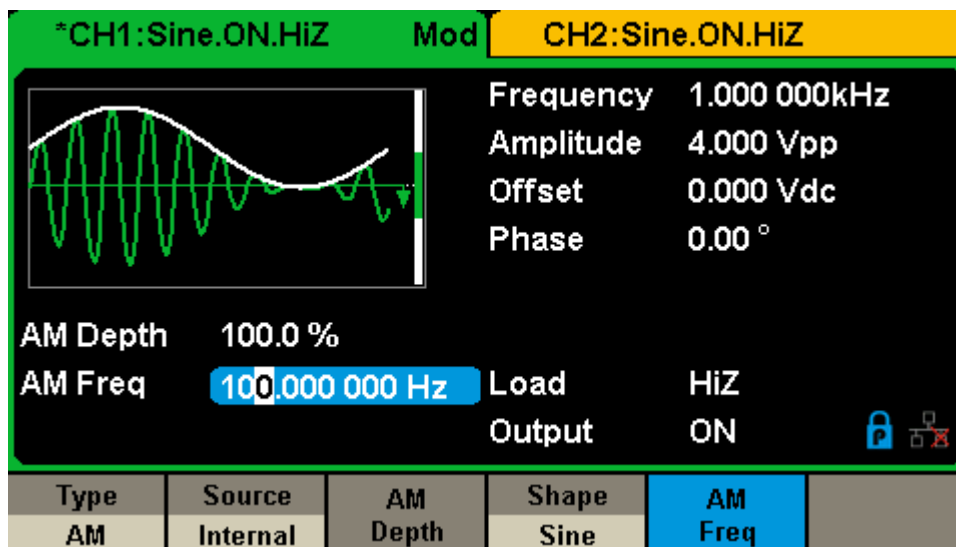 *CH1:Sine.ON.HiZ Mod CH2:Sine.ON.HiZ
Frequency 1.000 000kHz
Amplitude 4.000 Vpp
Offset 0.000 Vdc
Phase 0.00 °
AM Depth 100.0 %
AM Freq 100.000 000 Hz Load HiZ
Output ON P
Type Source AM Shape AM
AM Internal Depth Sine Freq